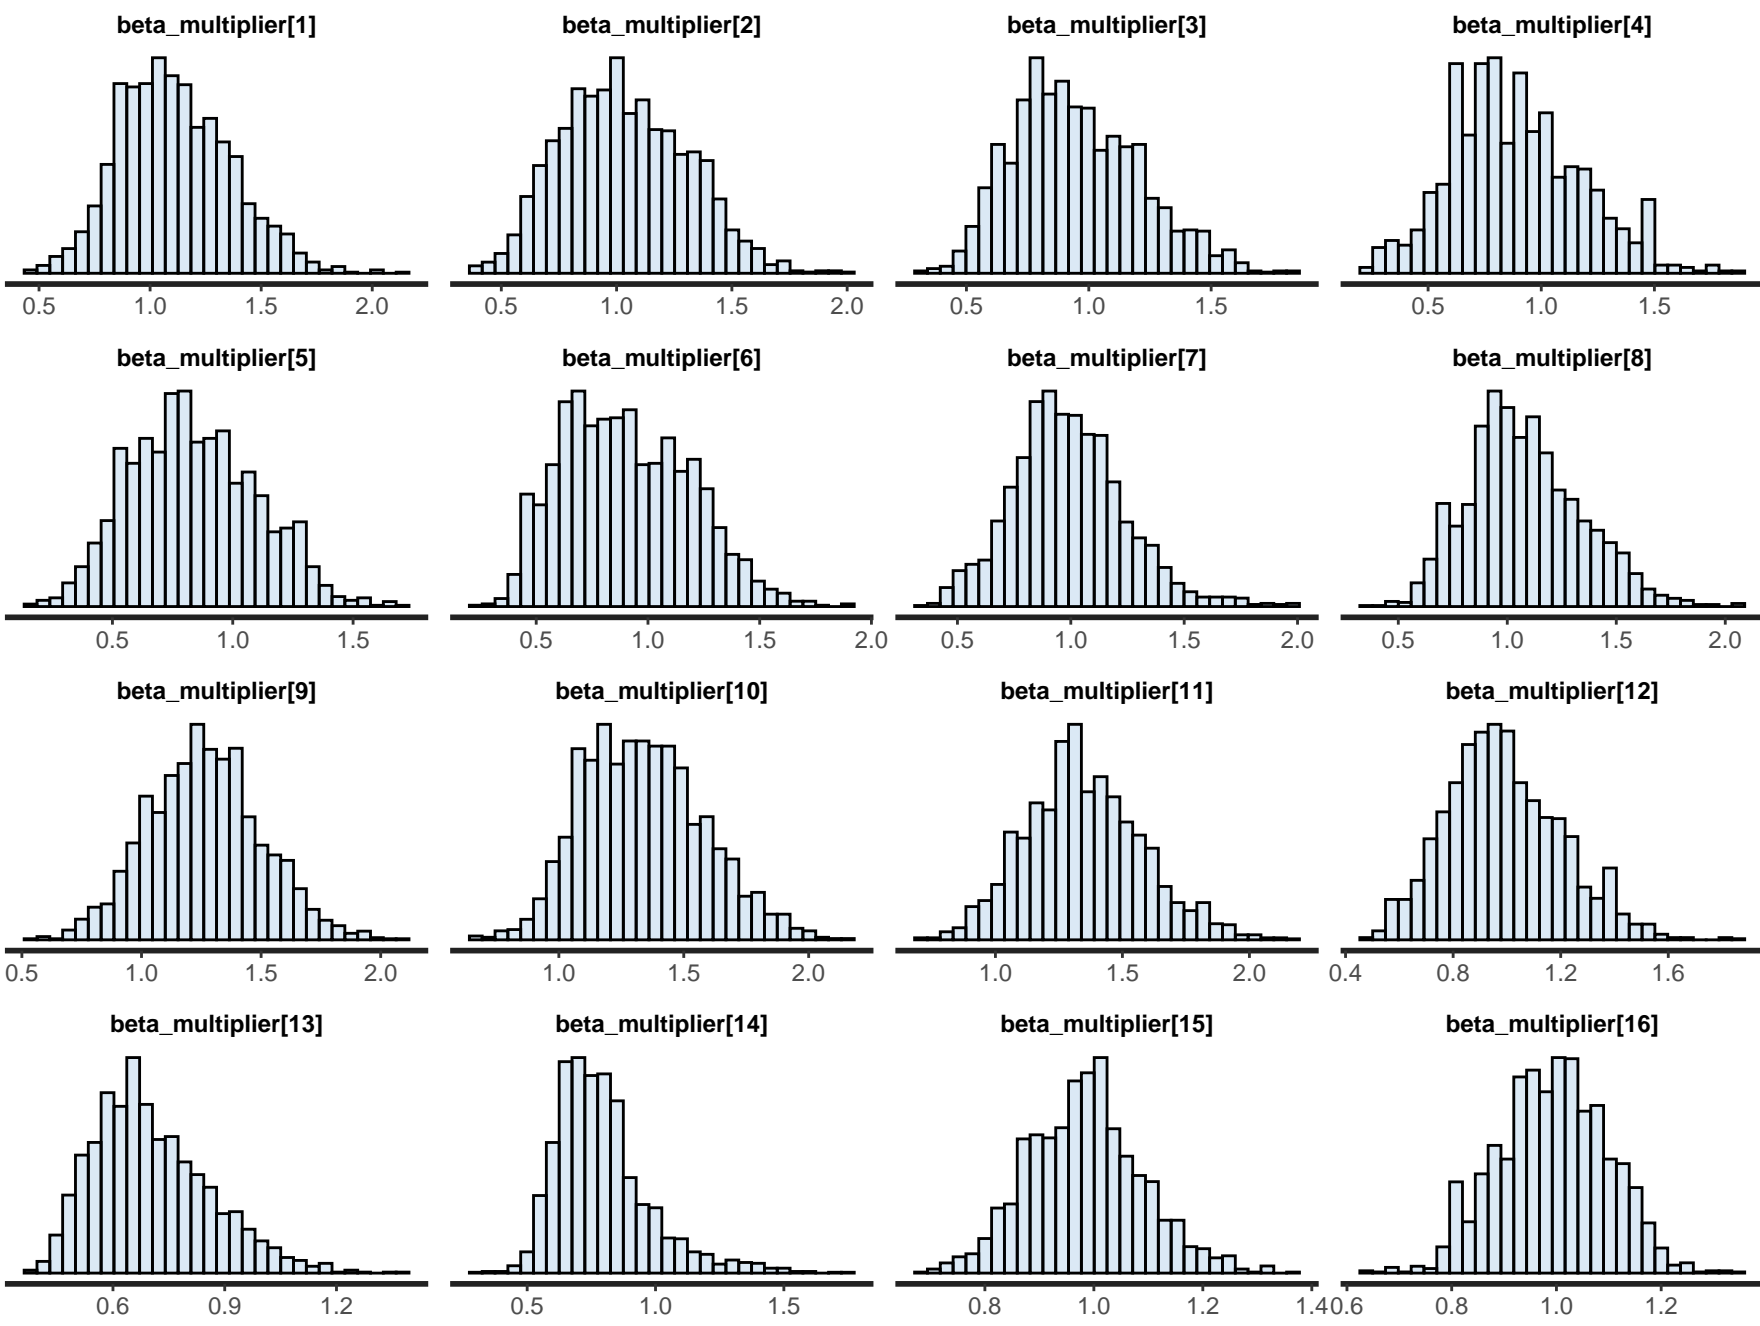 beta_multiplier[1] beta_multiplier[2] beta_multiplier[3] beta_multiplier[4]
0.5 1.0 1.5 2.0 0.5 1.0 1.5 2.0 0.5 1.0 1.5 0.5 1.0 1.5
beta_multiplier[5] beta_multiplier[6] beta_multiplier[7] beta_multiplier[8]
0.5 1.0 1.5 0.5 1.0 1.5 2.0 0.5 1.0 1.5 2.0 0.5 1.0 1.5 2.0
beta_multiplier[9] beta_multiplier[10] beta_multiplier[11] beta_multiplier[12]
0.5 1.0 1.5 2.0 1.0 1.5 2.0 1.0 1.5 2.0 0.4 0.8 1.2 1.6
beta_multiplier[13] beta_multiplier[14] beta_multiplier[15] beta_multiplier[16]
0.6 0.9 1.2 0.5 1.0 1.5 0.8 1.0 1.2 1.4 0.6 0.8 1.0 1.2